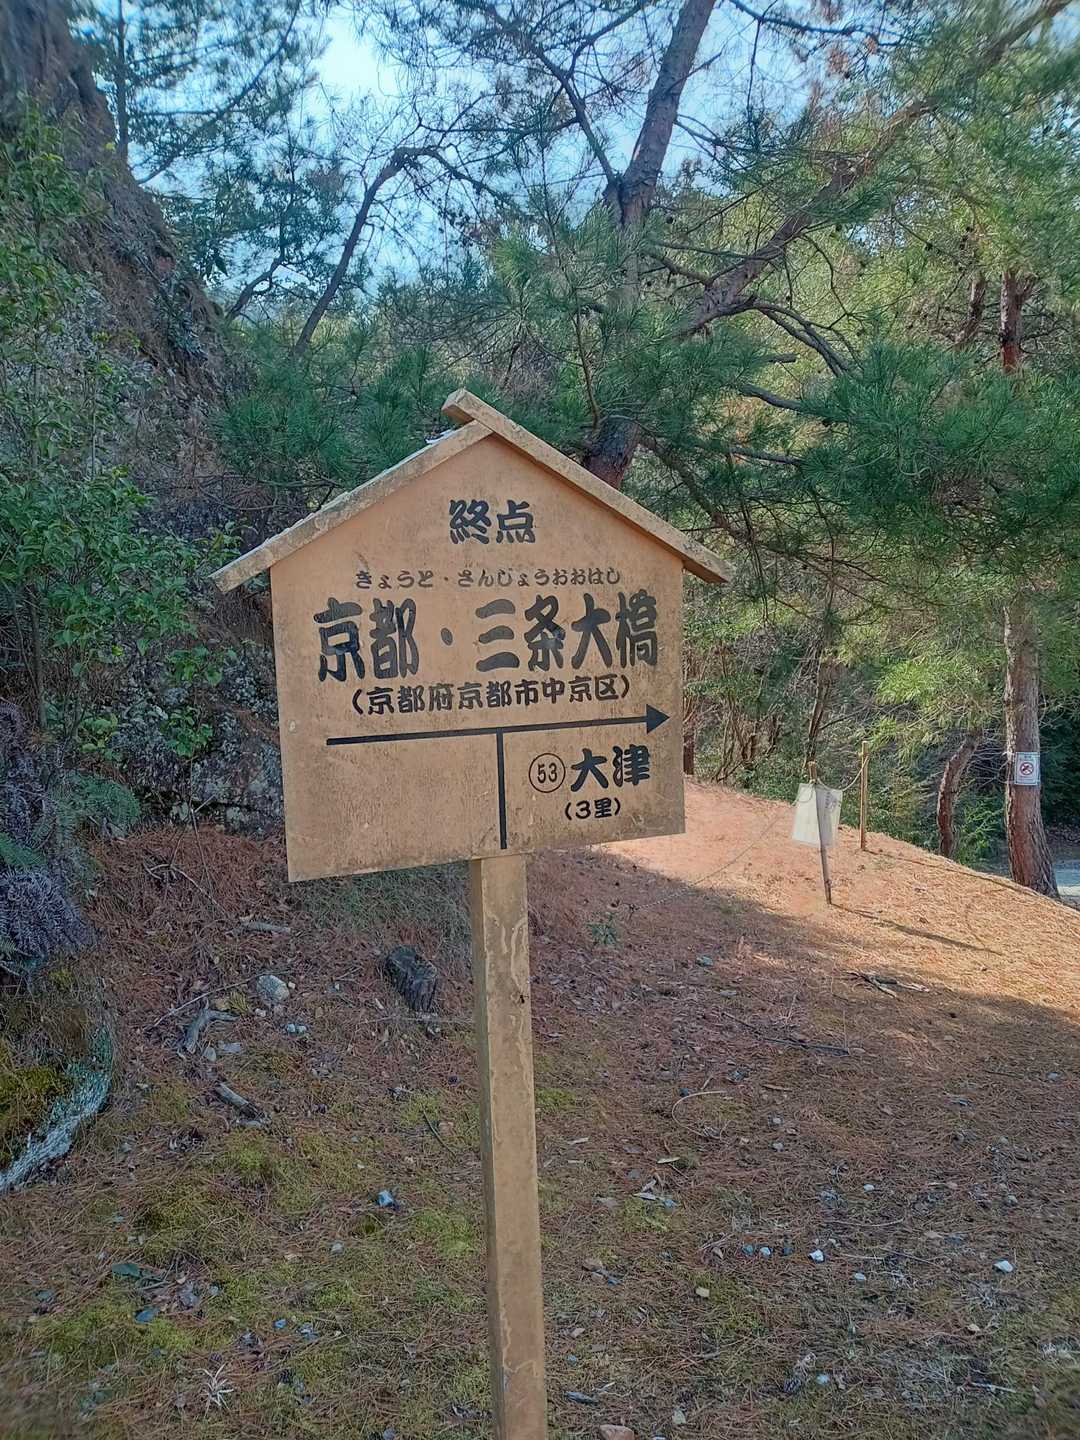 終点
きょうと・さんじょうおおはし
京都・三条大橋
(京都府京都市中京区)
53 大津
(3里)